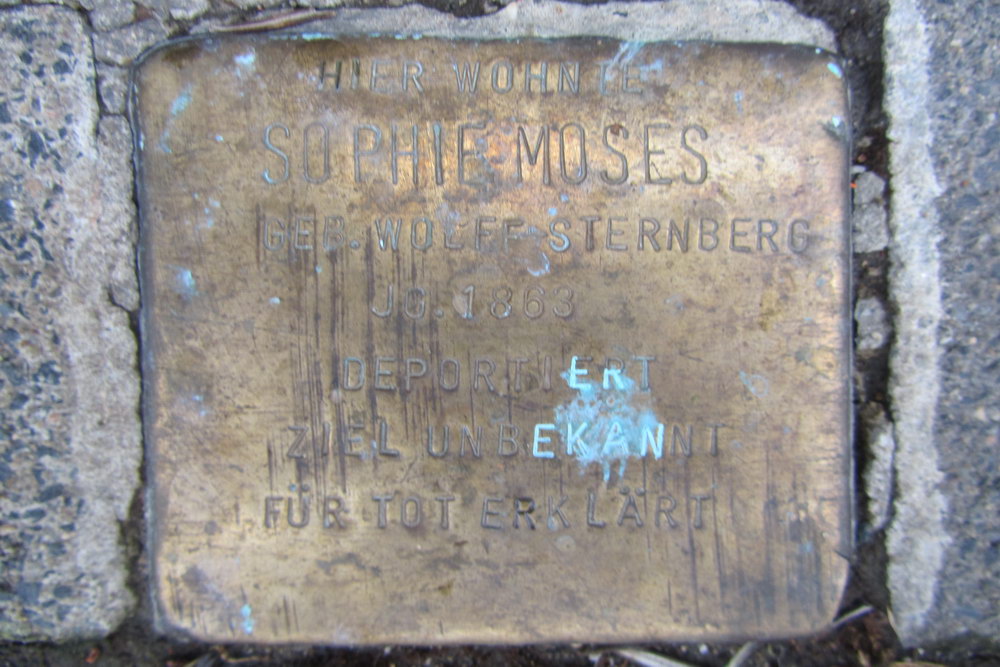 HIER WOHNTE
SOPHIE MOSES
GEB. WOLFF-STERNBERG
JG. 1863
DEPORTIERT
ZIEL UNBEKANNT
FÜR TOT ERKLÄRT